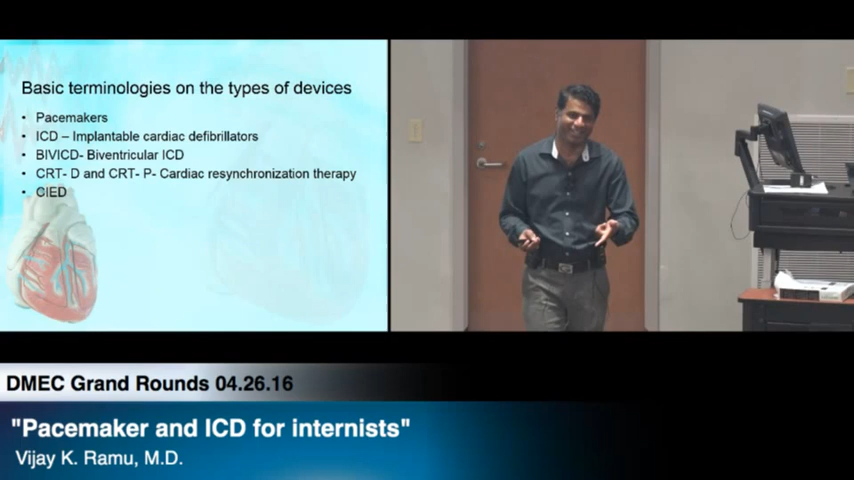 Basic terminologies on the types of devices
• Pacemakers
• ICD – Implantable cardiac defibrillators
• BIVICD- Biventricular ICD
• CRT- D and CRT- P- Cardiac resynchronization therapy
• CIED
DMEC Grand Rounds 04.26.16
"Pacemaker and ICD for internists"
Vijay K. Ramu, M.D.